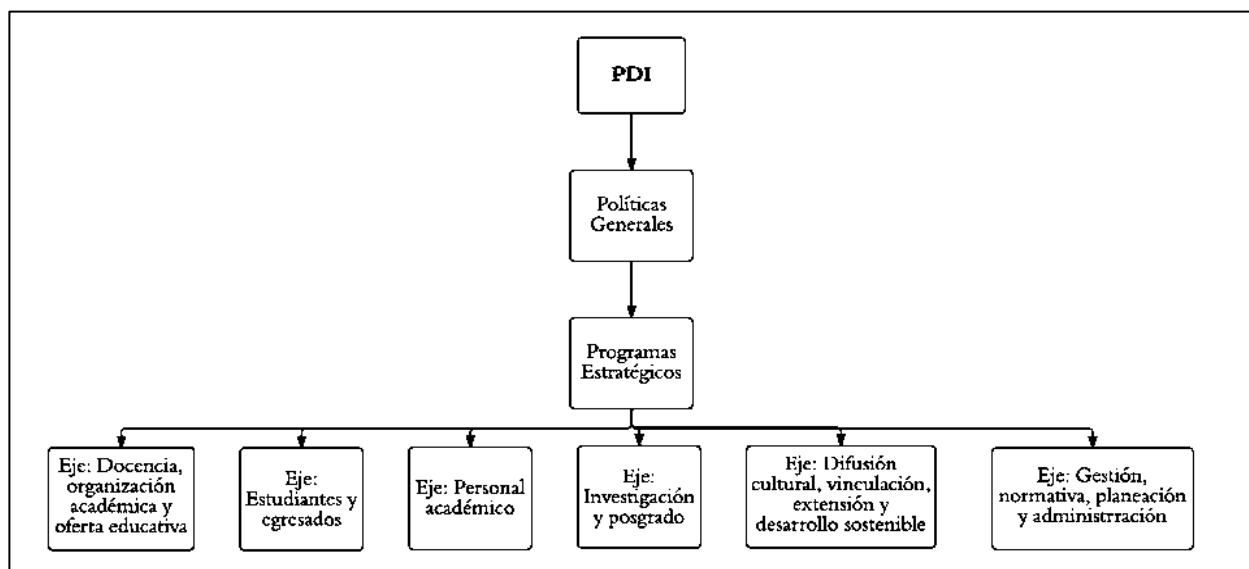 PDI
Políticas
Generales
Programas
Estratégicos
Eje: Docencia,
organización
académica y
oferta educativa
Eje:
Estudiantes y
egresados
Eje: Personal
académico
Eje:
Investigación
y posgrado
Eje: Difusión
cultural, vinculación,
extensión y
desarrollo sostenible
Eje: Gestión,
normativa, planeación
y administrración